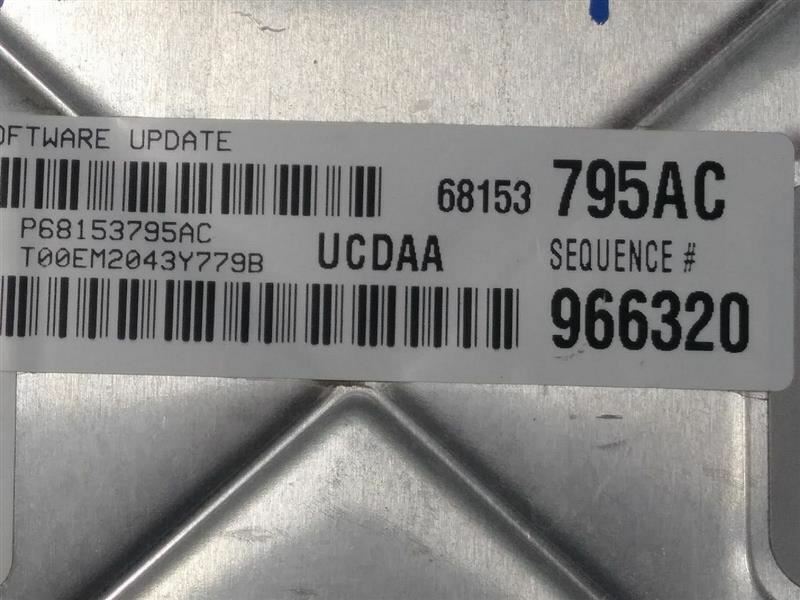 OFTWARE UPDATE
68153 795AC
P68153795AC
T00EM2043Y779B
UCDAA
SEQUENCE #
966320